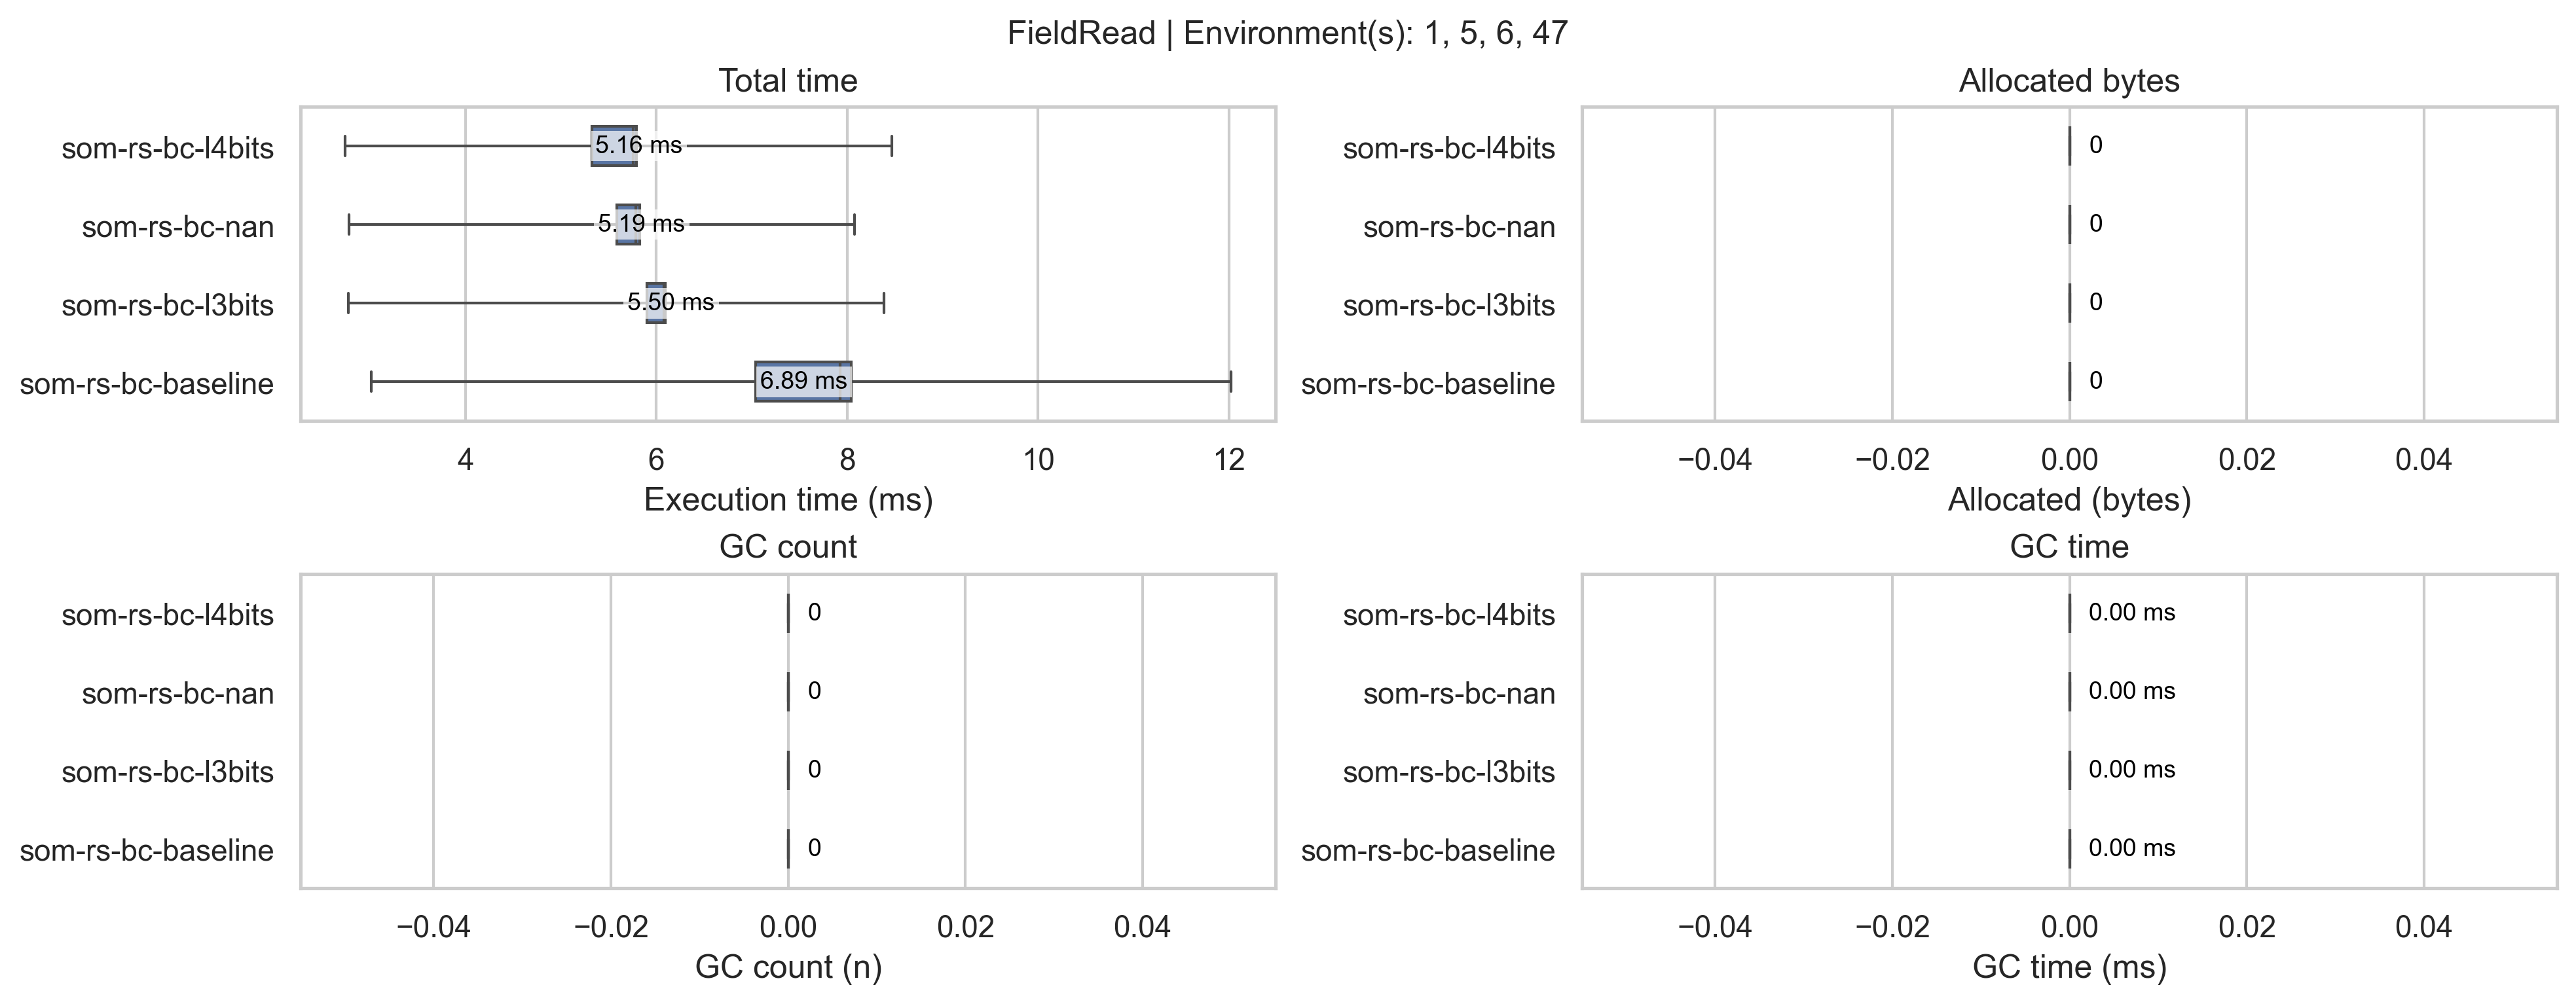 FieldRead | Environment(s): 1, 5, 6, 47
Total time
som-rs-bc-l4bits
5.16 ms
som-rs-bc-nan
5.19 ms
som-rs-bc-l3bits
5.50 ms
som-rs-bc-baseline
6.89 ms
4 6 8 10 12
Execution time (ms)
Allocated bytes
som-rs-bc-l4bits
0
som-rs-bc-nan
0
som-rs-bc-l3bits
0
som-rs-bc-baseline
0
−0.04 −0.02 0.00 0.02 0.04
Allocated (bytes)
GC count
som-rs-bc-l4bits
0
som-rs-bc-nan
0
som-rs-bc-l3bits
0
som-rs-bc-baseline
0
−0.04 −0.02 0.00 0.02 0.04
GC count (n)
GC time
som-rs-bc-l4bits
0.00 ms
som-rs-bc-nan
0.00 ms
som-rs-bc-l3bits
0.00 ms
som-rs-bc-baseline
0.00 ms
−0.04 −0.02 0.00 0.02 0.04
GC time (ms)